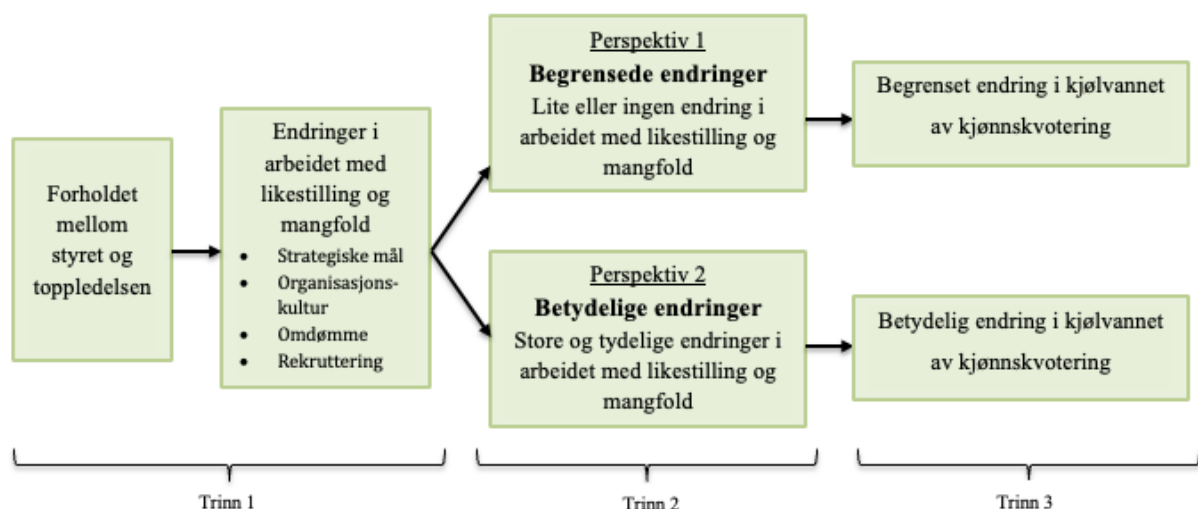 Forholdet
mellom
styret og
toppledelsen
Endringer i
arbeidet med
likestilling og
mangfold
• Strategiske mål
• Organisasjons-
kultur
• Omdømme
• Rekruttering
Perspektiv 1
Begrensede endringer
Lite eller ingen endring i
arbeidet med likestilling og
mangfold
Begrenset endring i kjølvannet
av kjønnskvotering
Perspektiv 2
Betydelige endringer
Store og tydelige endringer i
arbeidet med likestilling og
mangfold
Betydelig endring i kjølvannet
av kjønnskvotering
Trinn 1
Trinn 2
Trinn 3